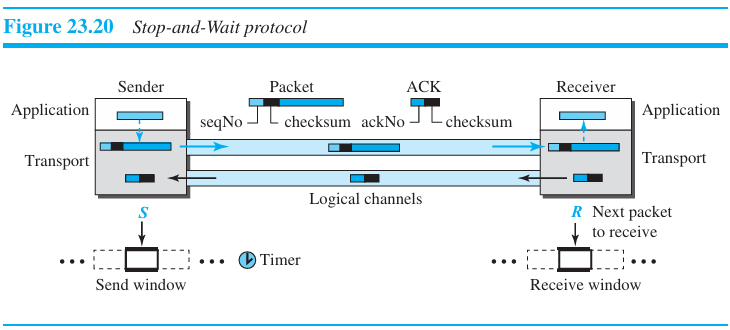 Figure 23.20 Stop-and-Wait protocol
Sender Packet ACK Receiver
Application Application
seqNo checksum ackNo checksum
Transport Transport
Logical channels
S R Next packet
to receive
Timer
Send window Receive window